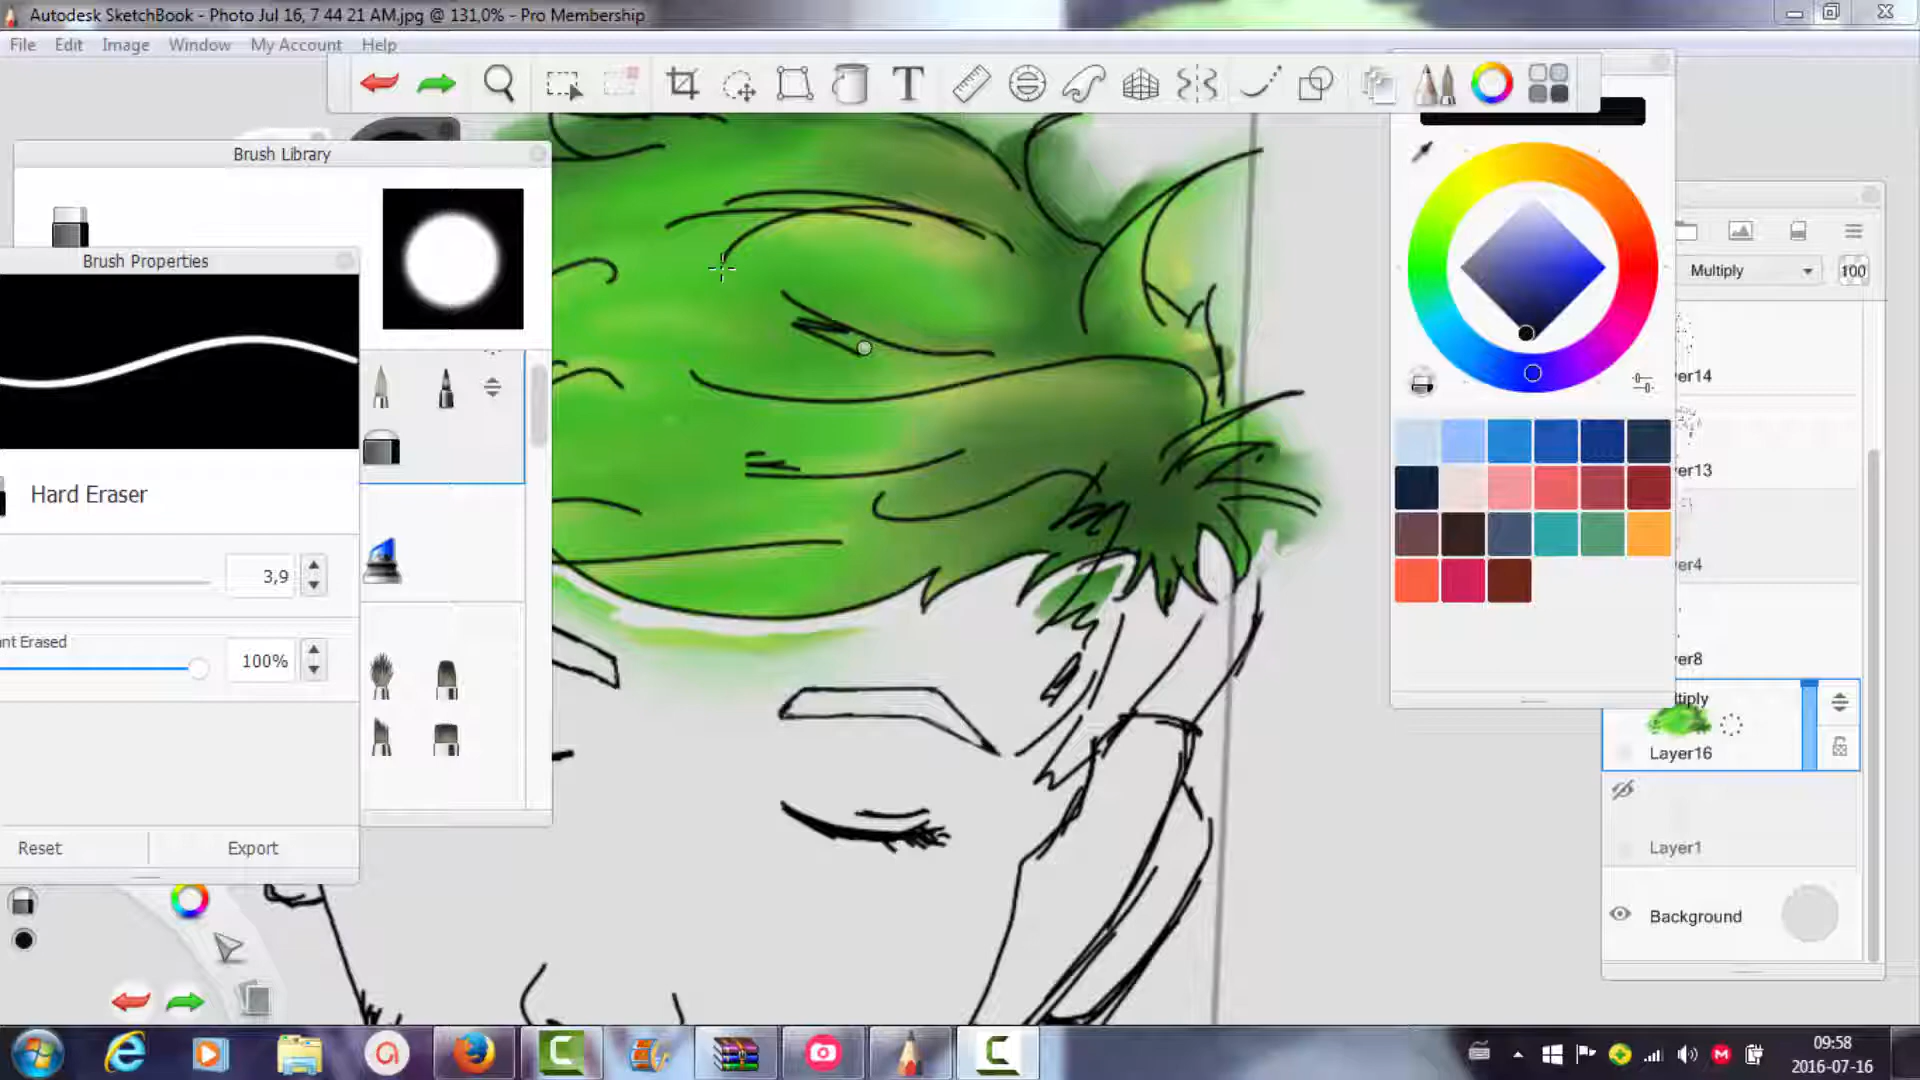 Autodesk SketchBook - Photo Jul 16, 7 44 21 AM.jpg @ 131,0% - Pro Membership
File Edit Image Window My Account Help
T
Brush Library
Brush Properties
Multiply 100
er14
Hard Eraser
er13
3,9
er4
nt Erased
100%
er8
tiply
Layer16
Reset Export
Layer1
Background
09:58
2016-07-16